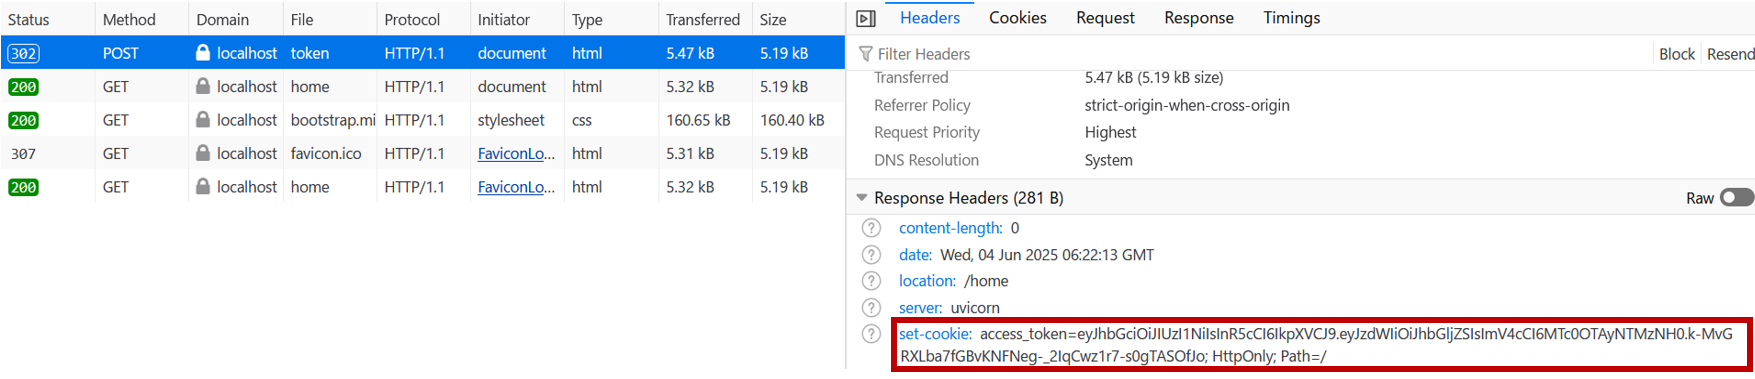 Status Method Domain File Protocol Initiator Type Transferred Size
302 POST localhost token HTTP/1.1 document html 5.47 kB 5.19 kB
200 GET localhost home HTTP/1.1 document html 5.32 kB 5.19 kB
200 GET localhost bootstrap.mi HTTP/1.1 stylesheet css 160.65 kB 160.40 kB
307 GET localhost favicon.ico HTTP/1.1 FaviconLo... html 5.31 kB 5.19 kB
200 GET localhost home HTTP/1.1 FaviconLo... html 5.32 kB 5.19 kB
Headers Cookies Request Response Timings
Filter Headers Block Resend
Transferred 5.47 kB (5.19 kB size)
Referrer Policy strict-origin-when-cross-origin
Request Priority Highest
DNS Resolution System
Response Headers (281 B) Raw
content-length: 0
date: Wed, 04 Jun 2025 06:22:13 GMT
location: /home
server: uvicorn
set-cookie: access_token=eyJhbGciOiJIUzI1NiIsInR5cCI6IkpXVCJ9.eyJzdWIiOiJhbGljZSIsImV4cCI6MTc0OTAyNTMzNH0.k-MvG
RXLba7fGBvKNFNeg-_2IqCwz1r7-s0gTASOfJo; HttpOnly; Path=/